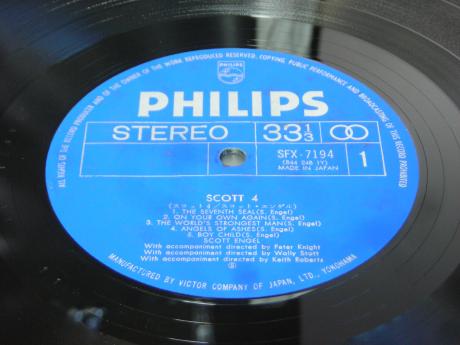 ALL RIGHTS OF THE RECORD PRODUCER AND OF THE OWNER OF THE WORK REPRODUCED RESERVED. COPYING, PUBLIC PERFORMANCE AND BROADCASTING OF THIS RECORD PROHIBITED
PHILIPS
PHILIPS
STEREO 33⅓
SFX-7194
(844 048 1Y)
MADE IN JAPAN
1
SCOTT 4
(スコット4/スコット・エンゲル)
1. THE SEVENTH SEAL(S. Engel)
2. ON YOUR OWN AGAIN(S. Engel)
3. THE WORLD'S STRONGEST MAN(S. Engel)
4. ANGELS OF ASHES(S. Engel)
5. BOY CHILD(S. Engel)
SCOTT ENGEL
With accompaniment directed by Peter Knight
With accompaniment directed by Wally Stott
With accompaniment directed by Keith Roberts
MANUFACTURED BY VICTOR COMPANY OF JAPAN, LTD., YOKOHAMA